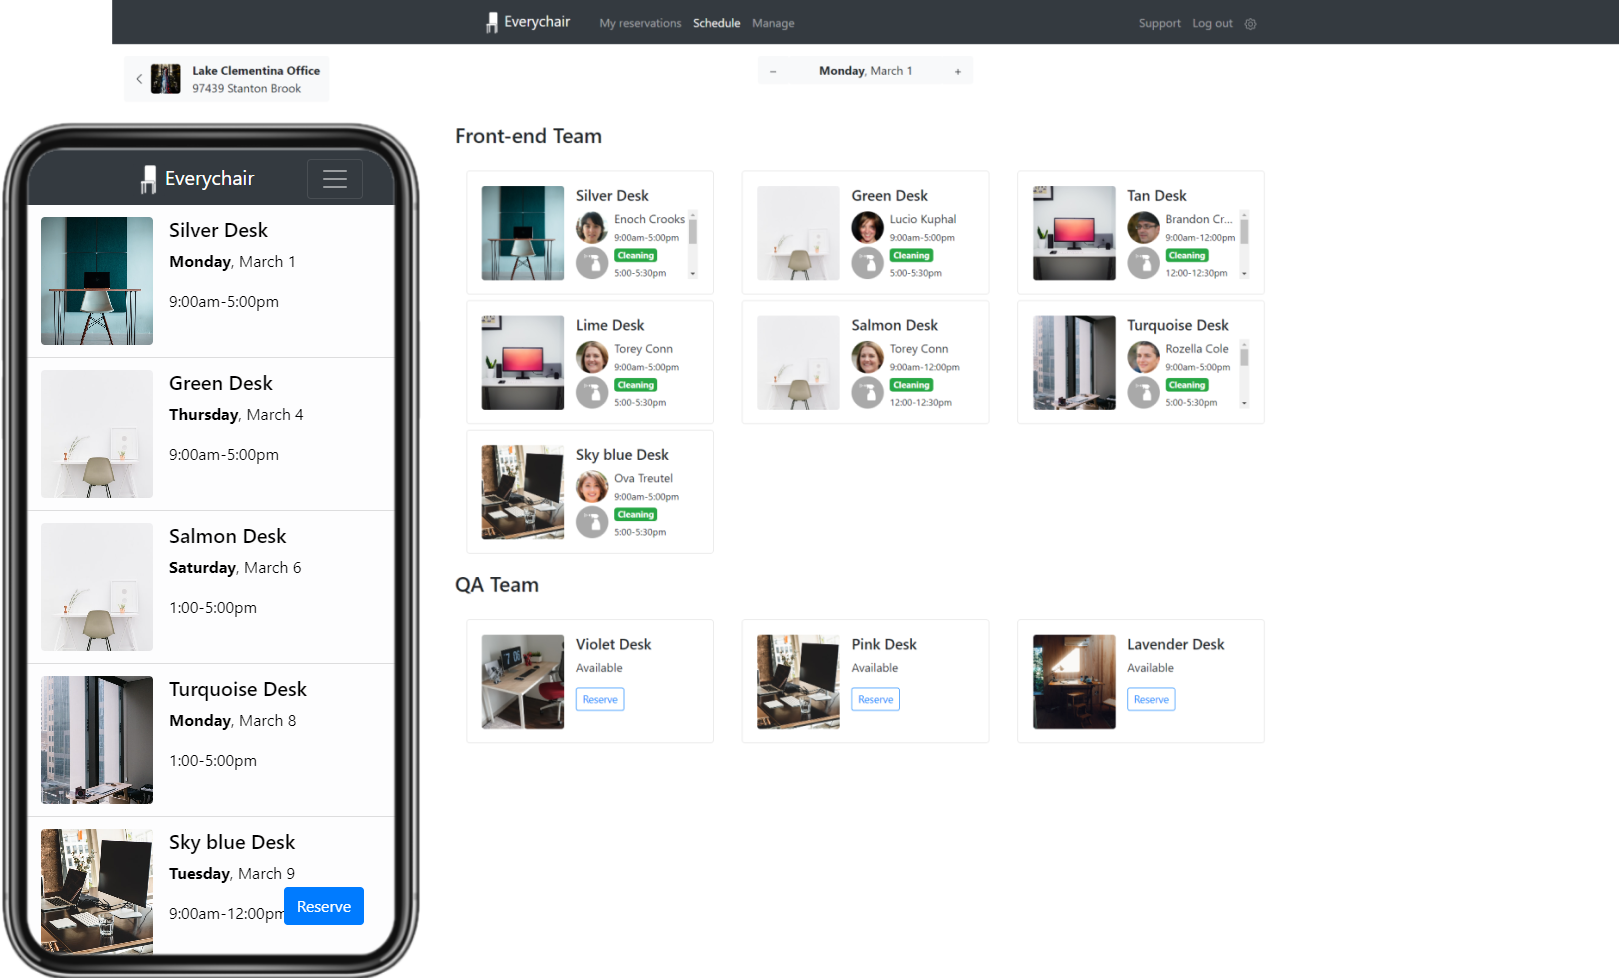 Everychair My reservations Schedule Manage Support Log out
Lake Clementina Office
97439 Stanton Brook
– Monday, March 1 +
Everychair
Silver Desk
Monday, March 1
9:00am-5:00pm
Green Desk
Thursday, March 4
9:00am-5:00pm
Salmon Desk
Saturday, March 6
1:00-5:00pm
Turquoise Desk
Monday, March 8
1:00-5:00pm
Sky blue Desk
Tuesday, March 9
9:00am-12:00pm
Reserve
Front-end Team
Silver Desk
Enoch Crooks
9:00am-5:00pm
Cleaning
5:00-5:30pm
Green Desk
Lucio Kuphal
9:00am-5:00pm
Cleaning
5:00-5:30pm
Tan Desk
Brandon Cr...
9:00am-12:00pm
Cleaning
12:00-12:30pm
Lime Desk
Torey Conn
9:00am-5:00pm
Cleaning
5:00-5:30pm
Salmon Desk
Torey Conn
9:00am-12:00pm
Cleaning
12:00-12:30pm
Turquoise Desk
Rozella Cole
9:00am-5:00pm
Cleaning
5:00-5:30pm
Sky blue Desk
Ova Treutel
9:00am-5:00pm
Cleaning
5:00-5:30pm
QA Team
Violet Desk
Available
Reserve
Pink Desk
Available
Reserve
Lavender Desk
Available
Reserve